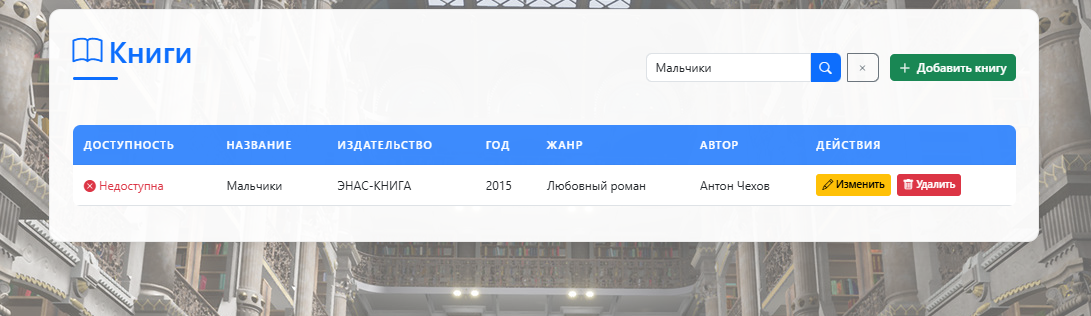 Книги
Мальчики × + Добавить книгу
ДОСТУПНОСТЬ НАЗВАНИЕ ИЗДАТЕЛЬСТВО ГОД ЖАНР АВТОР ДЕЙСТВИЯ
Недоступна Мальчики ЭНАС-КНИГА 2015 Любовный роман Антон Чехов Изменить Удалить